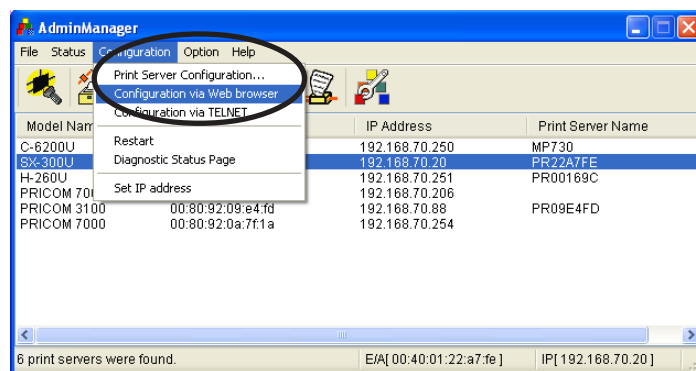 AdminManager
File Status Configuration Option Help
Print Server Configuration...
Configuration via Web browser
Configuration via TELNET
Restart
Diagnostic Status Page
Set IP address
IP Address Print Server Name
C-6200U 192.168.70.250 MP730
SX-300U 192.168.70.20 PR22A7FE
H-260U 192.168.70.251 PR00169C
PRICOM 192.168.70.206
PRICOM 3100 00:80:92:09:e4:fd 192.168.70.88 PR09E4FD
PRICOM 7000 00:80:92:0a:7f:1a 192.168.70.254
6 print servers were found. E/A[ 00:40:01:22:a7:fe ] IP[ 192.168.70.20 ]